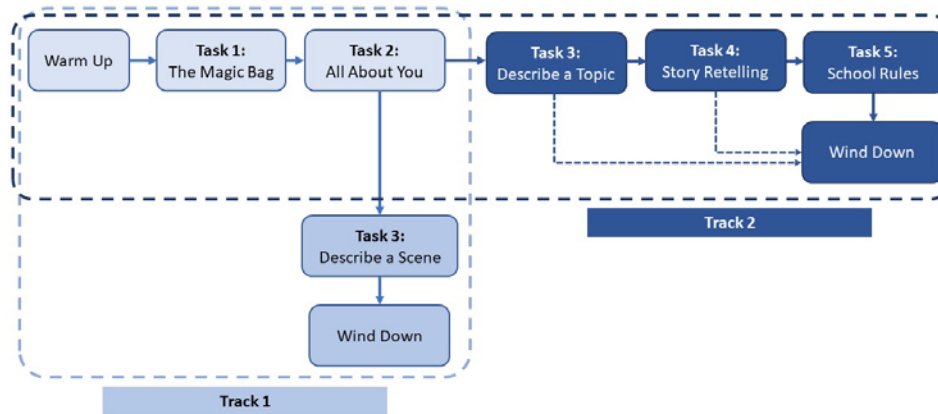 Warm Up
Task 1:
The Magic Bag
Task 2:
All About You
Task 3:
Describe a Topic
Task 4:
Story Retelling
Task 5:
School Rules
Wind Down
Track 2
Task 3:
Describe a Scene
Wind Down
Track 1